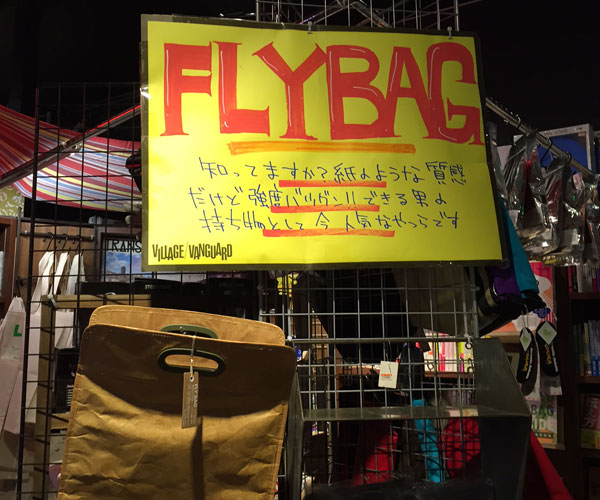 FLYBAG
知ってますか?紙のような質感
だけど強度バツグン!!できる男の
持ち物として今人気なやつらです
VILLAGE/VANGUARD
BAG